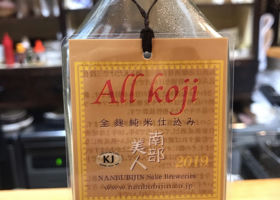 All koji
全麹純米仕込み
南部美人
KJ
2019
NANBUBIJIN Sake Breweries
www.nanbubijin.co.jp